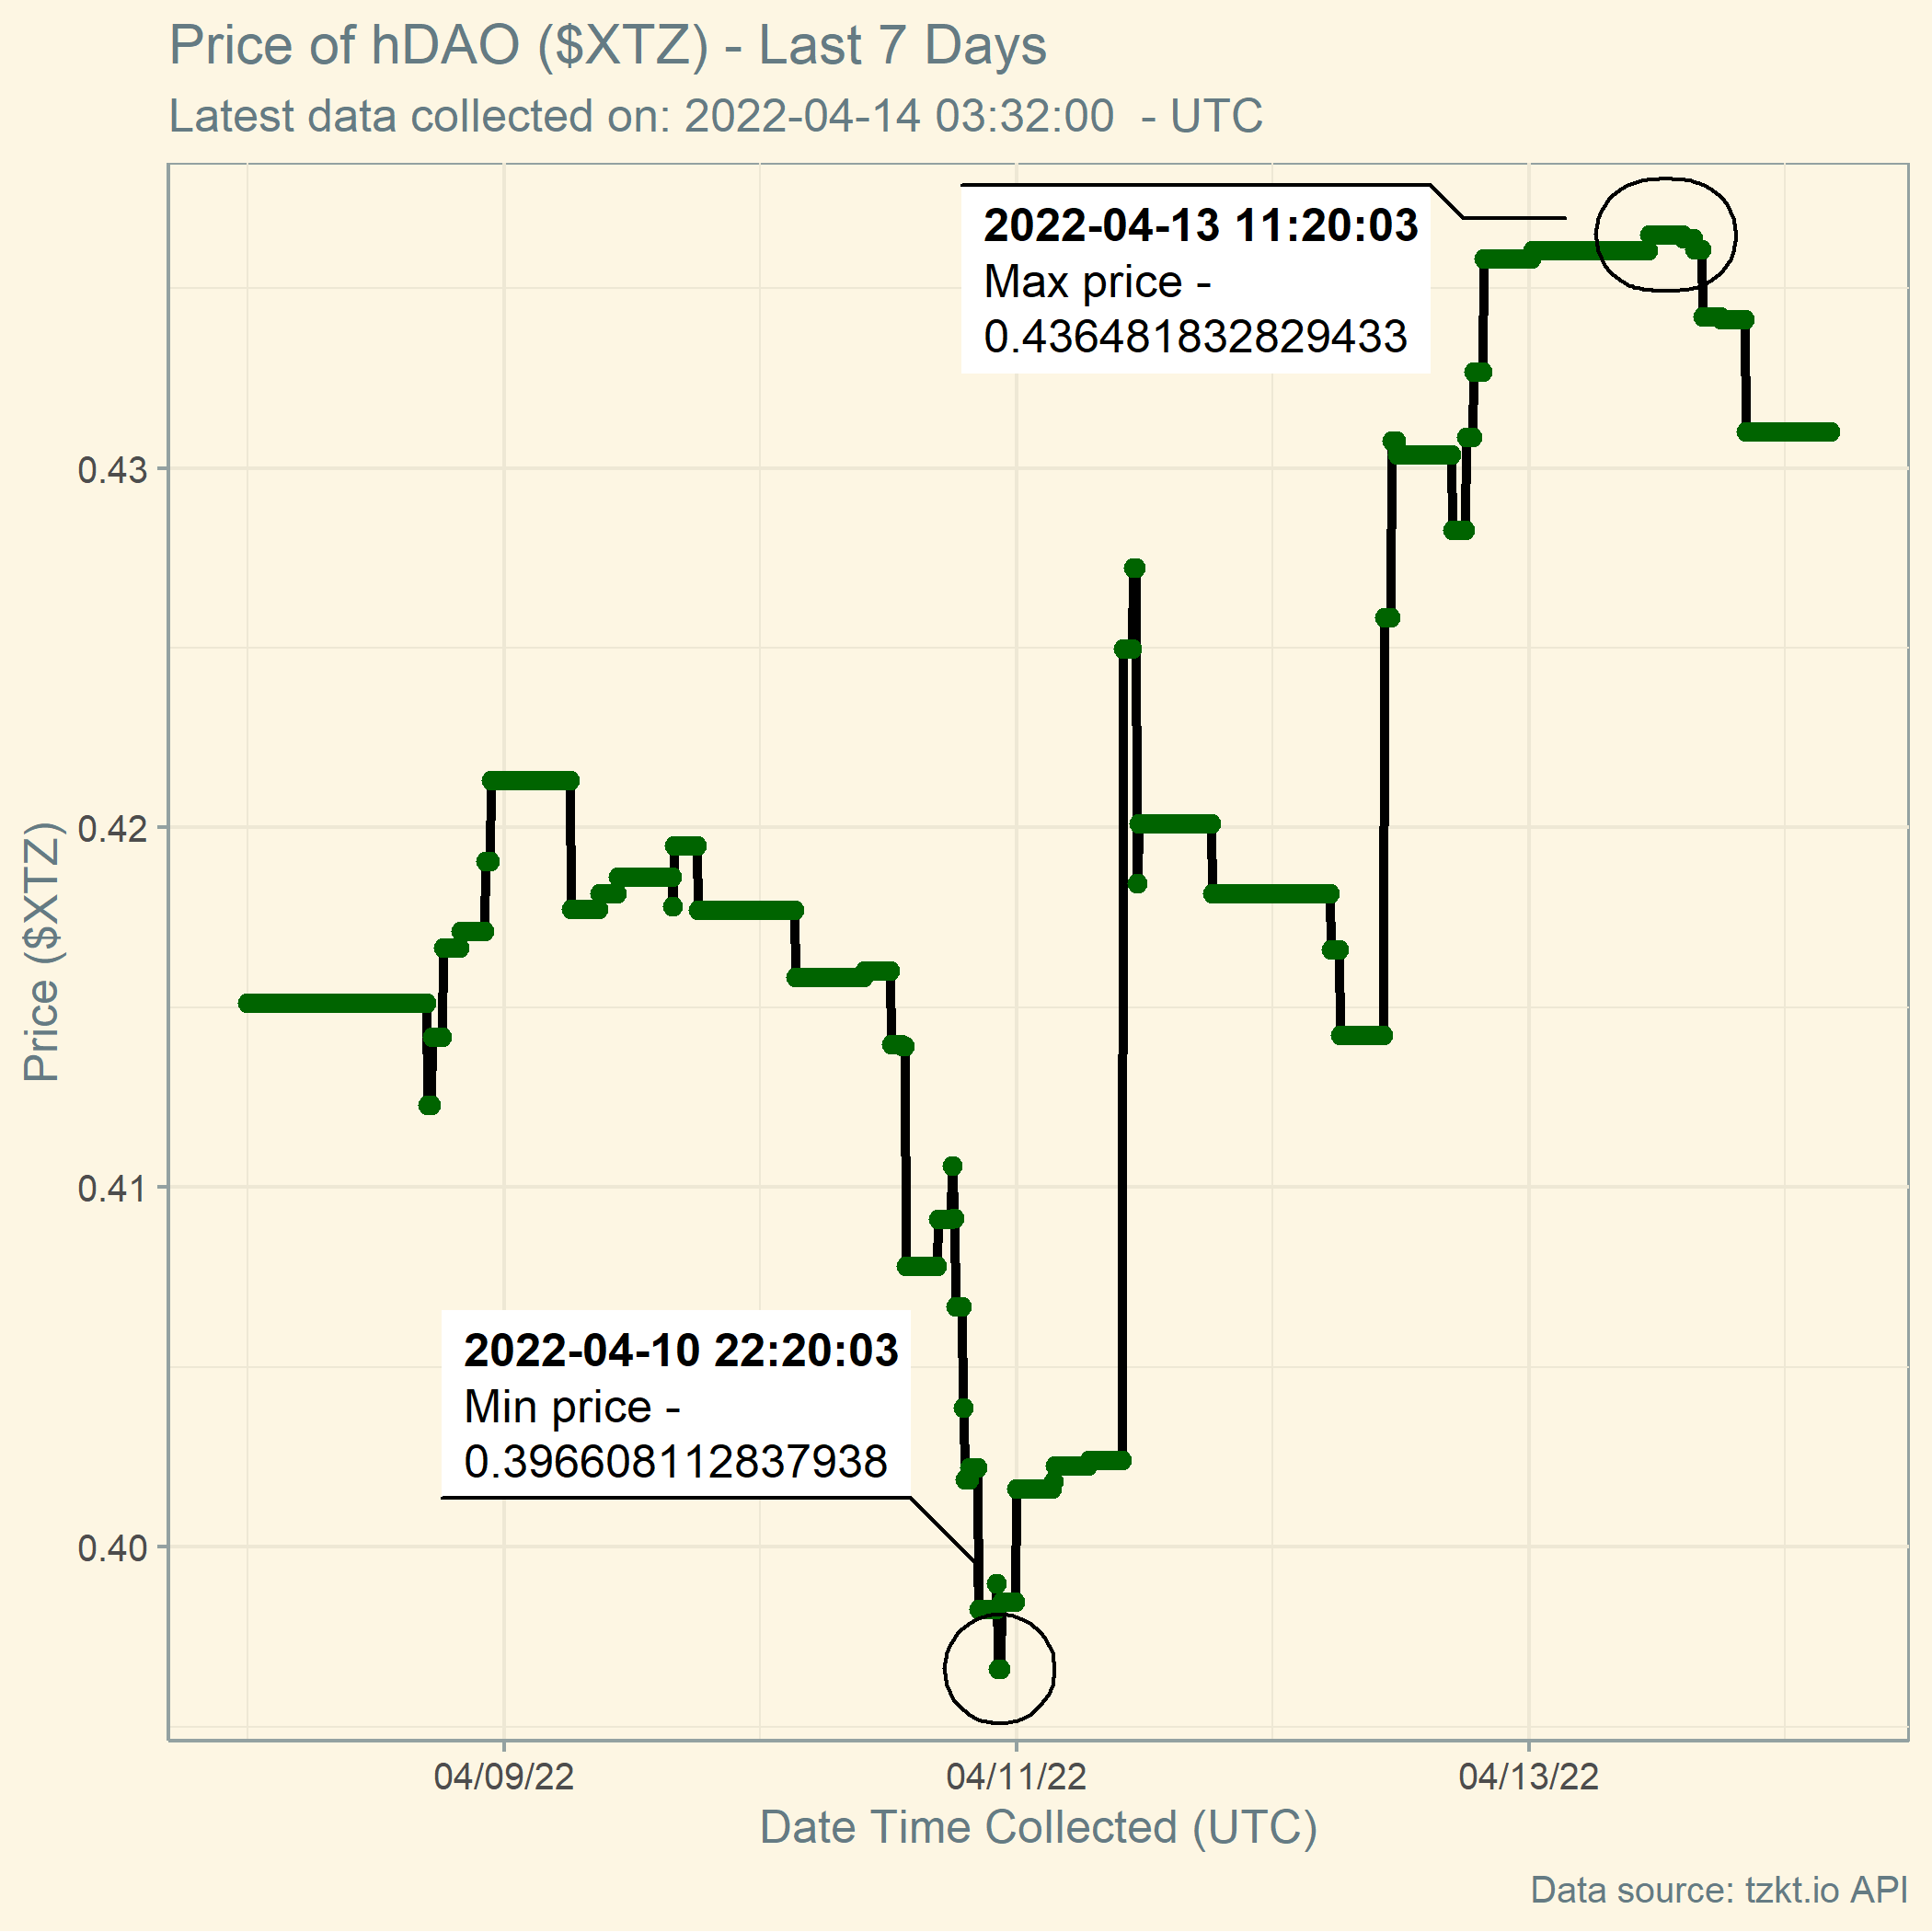 Price of hDAO ($XTZ) - Last 7 Days
Latest data collected on: 2022-04-14 03:32:00  - UTC
2022-04-13 11:20:03
Max price -
0.436481832829433
0.43
0.42
0.41
0.40
Price ($XTZ)
2022-04-10 22:20:03
Min price -
0.396608112837938
04/09/22
04/11/22
04/13/22
Date Time Collected (UTC)
Data source: tzkt.io API